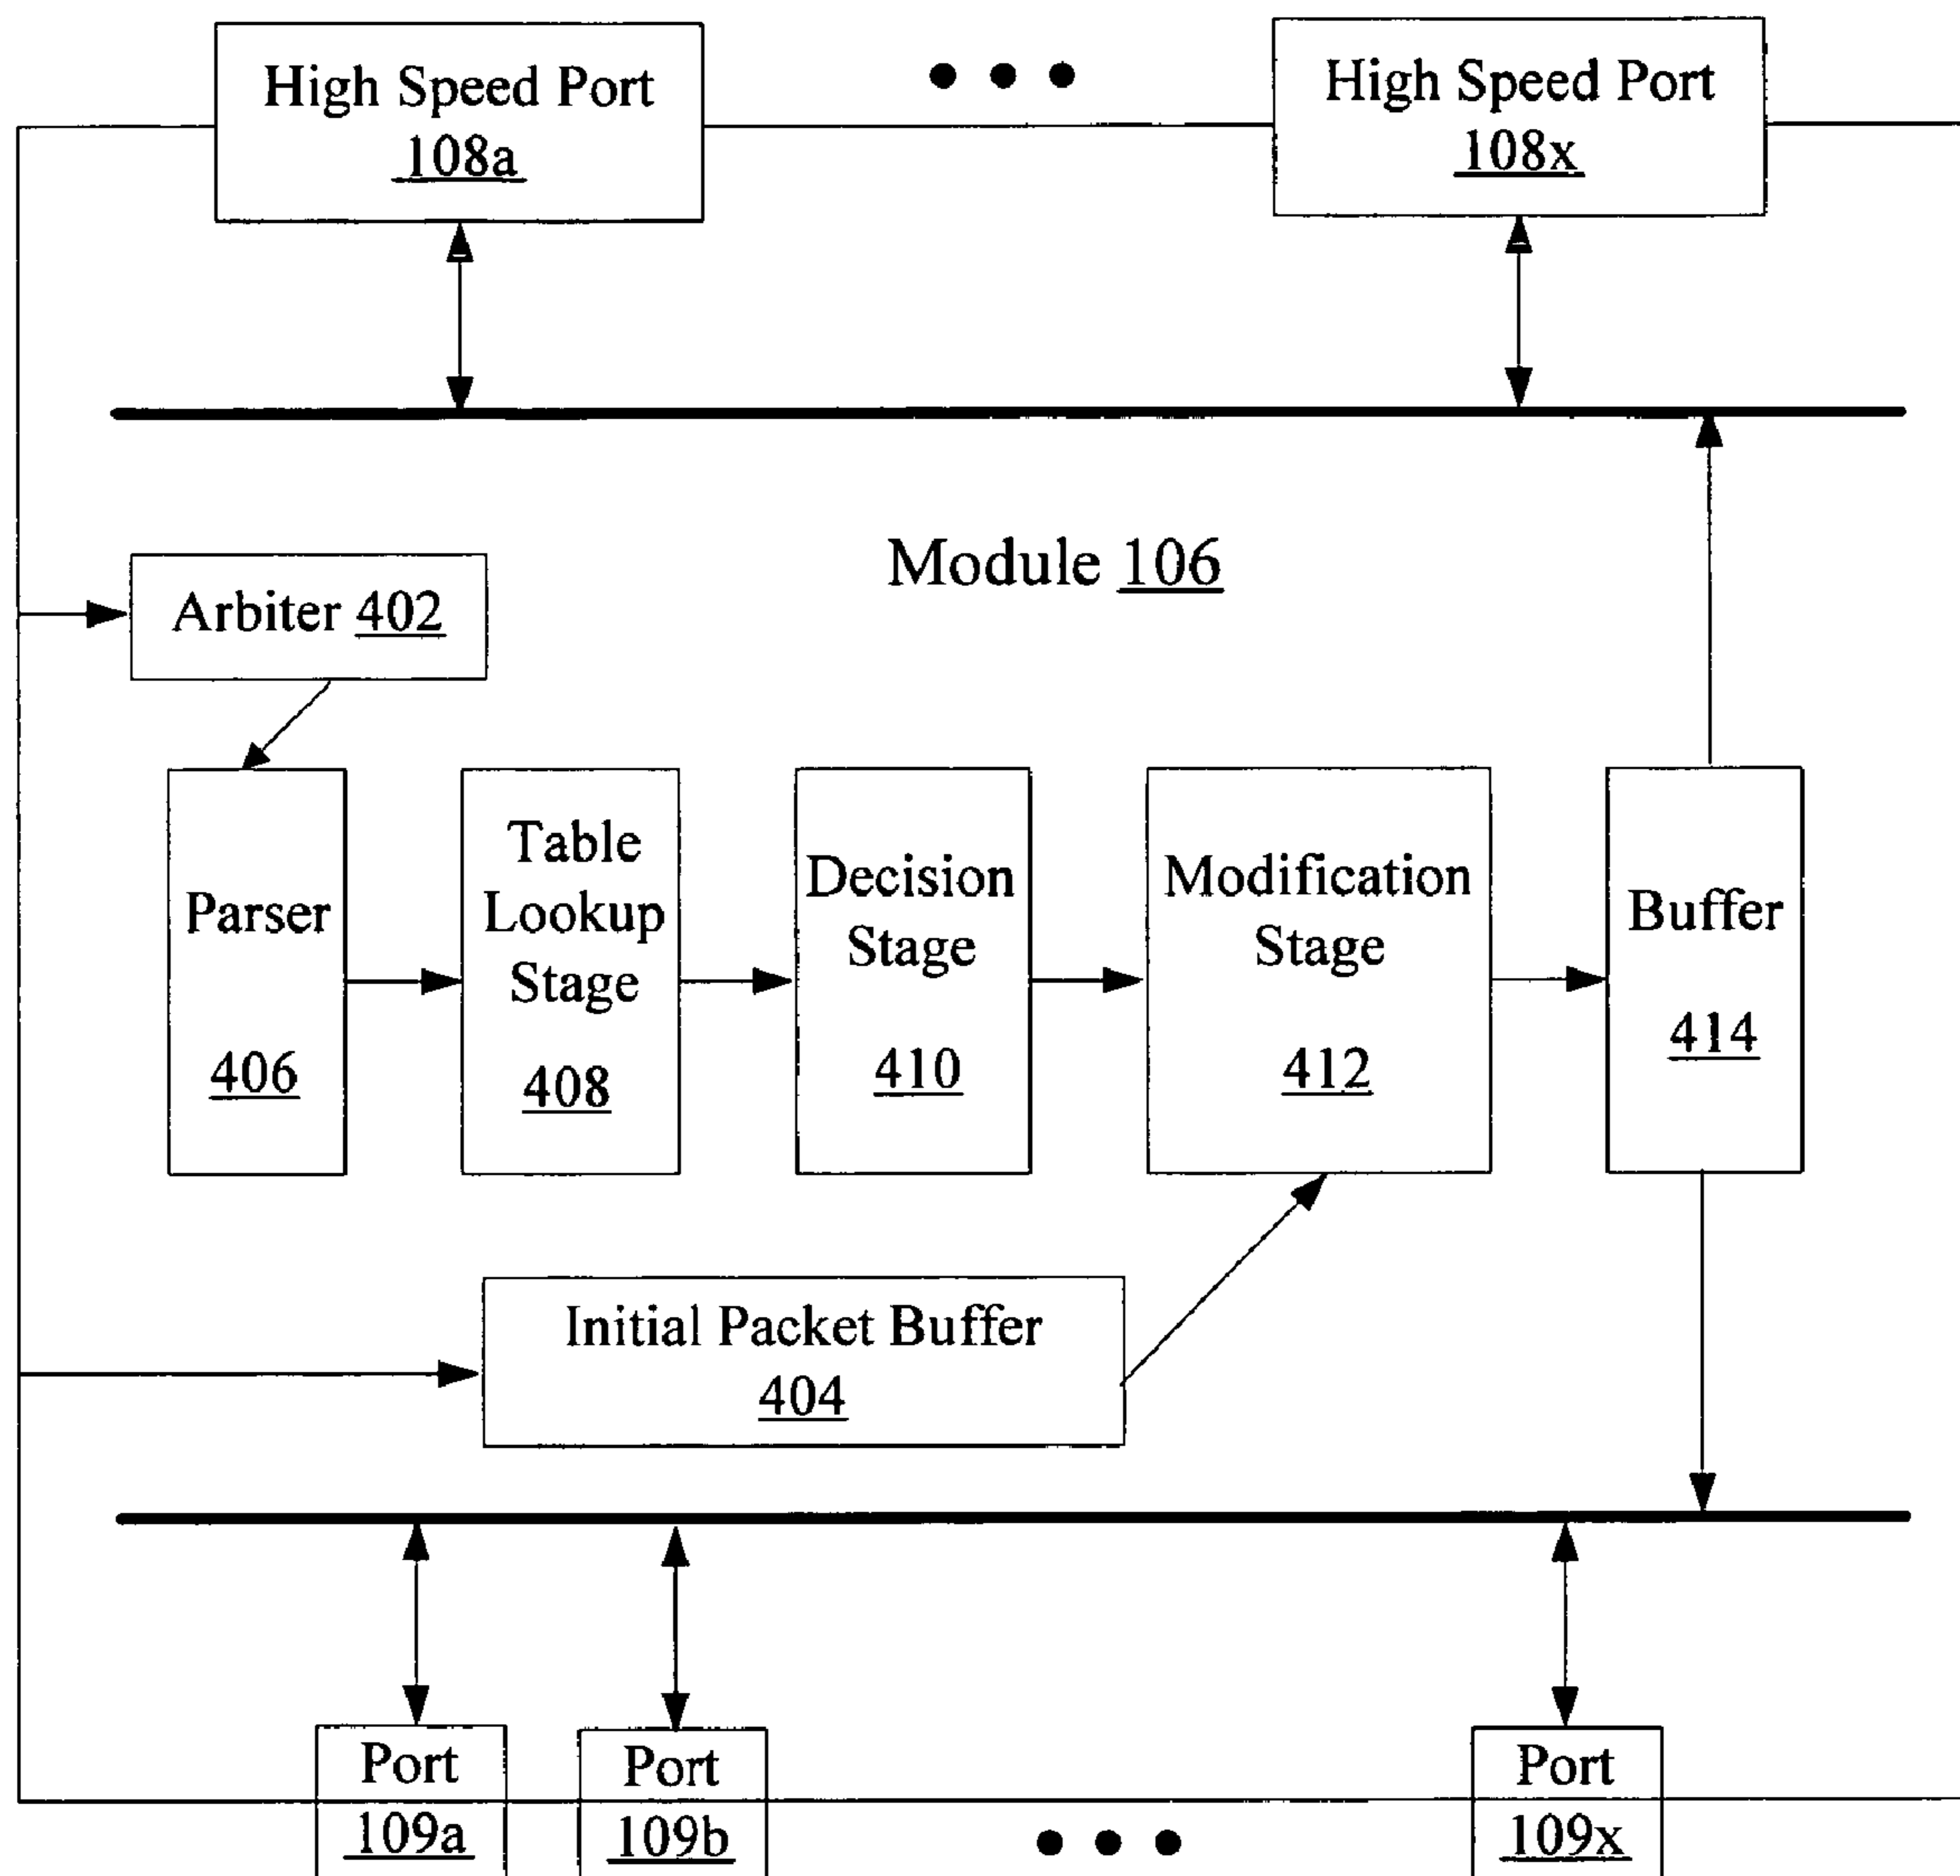 High Speed Port
108a
High Speed Port
108x
Module 106
Arbiter 402
Parser
406
Table
Lookup
Stage
408
Decision
Stage
410
Modification
Stage
412
Buffer
414
Initial Packet Buffer
404
Port
109a
Port
109b
Port
109x